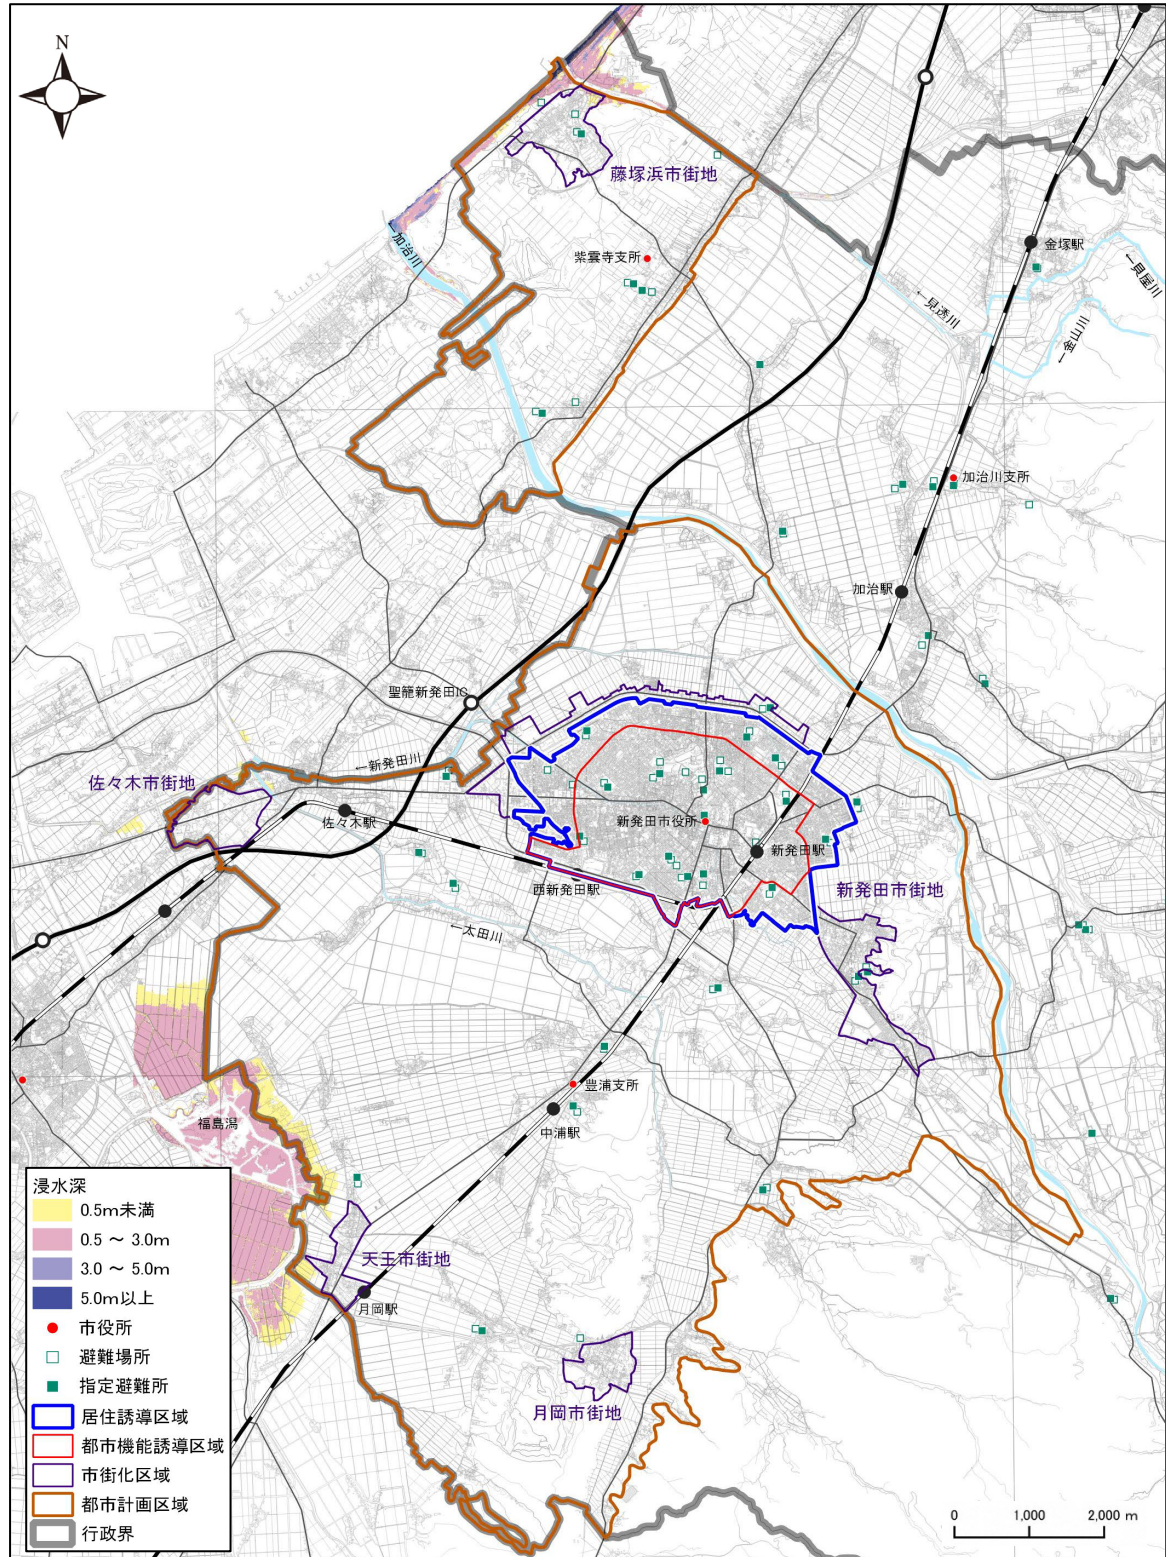 N
藤塚浜市街地
←加治川
紫雲寺支所
金塚駅
←貝屋川
←見透川
←金山川
加治川支所
加治駅
聖籠新発田IC
←新発田川
佐々木市街地
佐々木駅
新発田市役所
新発田駅
西新発田駅
新発田市街地
←太田川
豊浦支所
中浦駅
福島潟
天王市街地
月岡駅
月岡市街地
浸水深
0.5m未満
0.5 ～ 3.0m
3.0 ～ 5.0m
5.0m以上
市役所
避難場所
指定避難所
居住誘導区域
都市機能誘導区域
市街化区域
都市計画区域
行政界
0 1,000 2,000 m